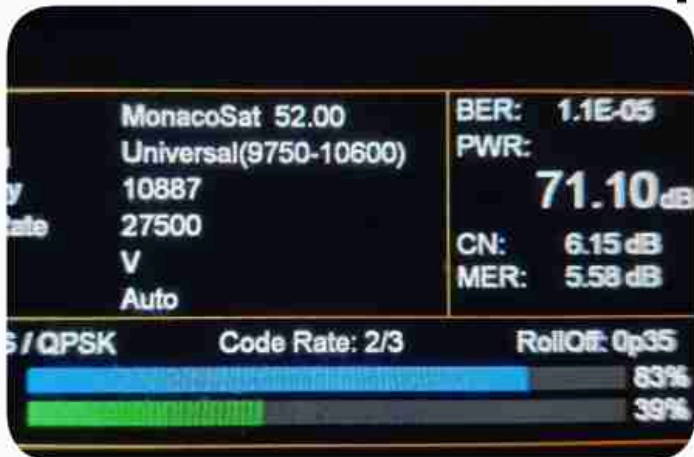 MonacoSat 52.00
Universal(9750-10600)
10887
27500
V
Auto
BER: 1.1E-05
PWR:
71.10dB
CN: 6.15 dB
MER: 5.58 dB
QPSK Code Rate: 2/3 RollOff: 0p35
83%
39%